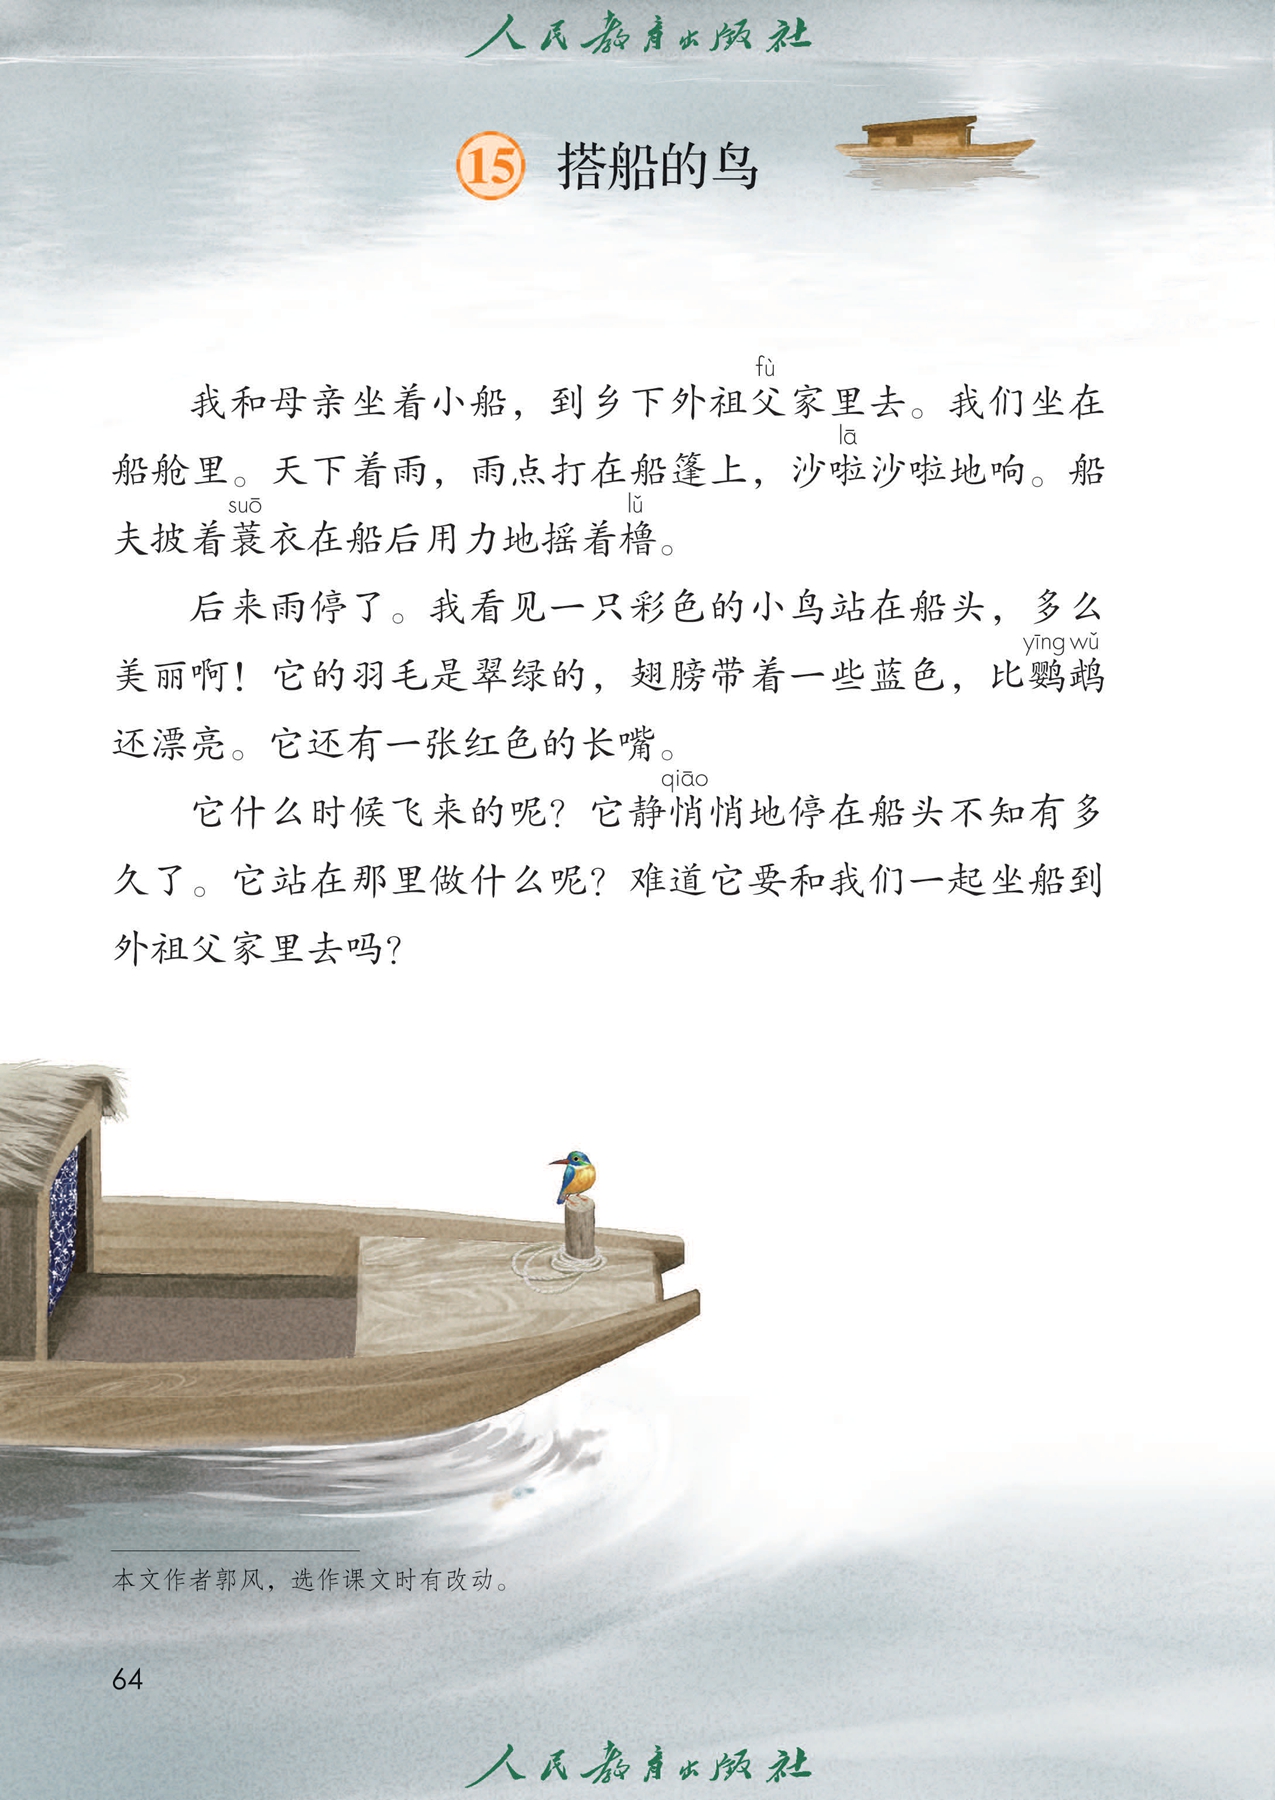 人民教育出版社
15 搭船的鸟
fù
我和母亲坐着小船，到乡下外祖父家里去。我们坐在
lā
船舱里。天下着雨，雨点打在船篷上，沙啦沙啦地响。船
suō lǔ
夫披着蓑衣在船后用力地摇着橹。
后来雨停了。我看见一只彩色的小鸟站在船头，多么
yīng wǔ
美丽啊！它的羽毛是翠绿的，翅膀带着一些蓝色，比鹦鹉
还漂亮。它还有一张红色的长嘴。
qiāo
它什么时候飞来的呢？它静悄悄地停在船头不知有多
久了。它站在那里做什么呢？难道它要和我们一起坐船到
外祖父家里去吗？
本文作者郭风，选作课文时有改动。
64
人民教育出版社